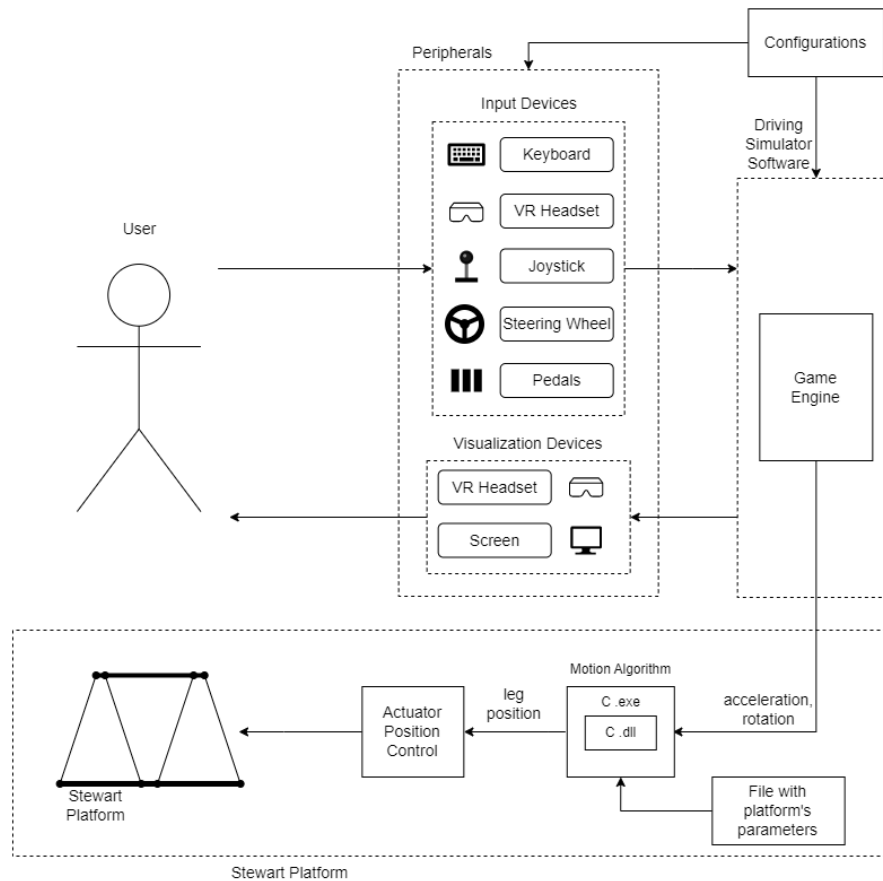 Configurations
Peripherals
Input Devices
Keyboard
VR Headset
Joystick
Steering Wheel
Pedals
Driving
Simulator
Software
User
Game
Engine
Visualization Devices
VR Headset
Screen
Motion Algorithm
C .exe
C .dll
leg
position
acceleration,
rotation
Actuator
Position
Control
File with
platform's
parameters
Stewart
Platform
Stewart Platform